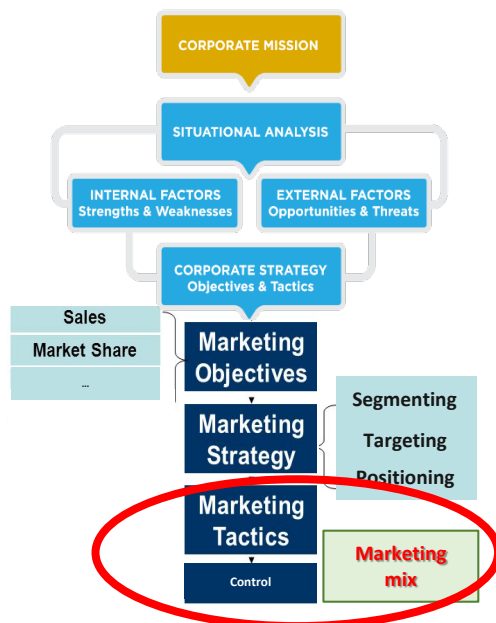 CORPORATE MISSION
SITUATIONAL ANALYSIS
INTERNAL FACTORS
Strengths & Weaknesses
EXTERNAL FACTORS
Opportunities & Threats
CORPORATE STRATEGY
Objectives & Tactics
Sales
Market Share
...
Marketing
Objectives
Marketing
Strategy
Segmenting
Targeting
Positioning
Marketing
Tactics
Control
Marketing
mix